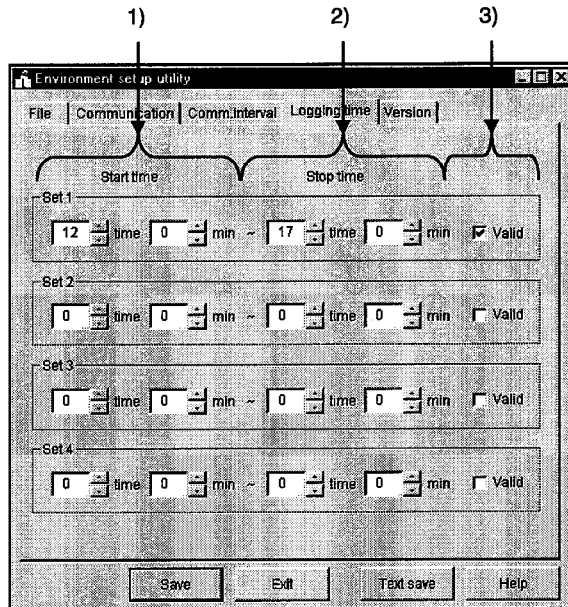 1) 2) 3)
Environment setup utility
File Communication Comm.interval Logging time Version
Start time Stop time
Set 1
12 time 0 min ~ 17 time 0 min Valid
Set 2
0 time 0 min ~ 0 time 0 min Valid
Set 3
0 time 0 min ~ 0 time 0 min Valid
Set 4
0 time 0 min ~ 0 time 0 min Valid
Save Exit Text save Help